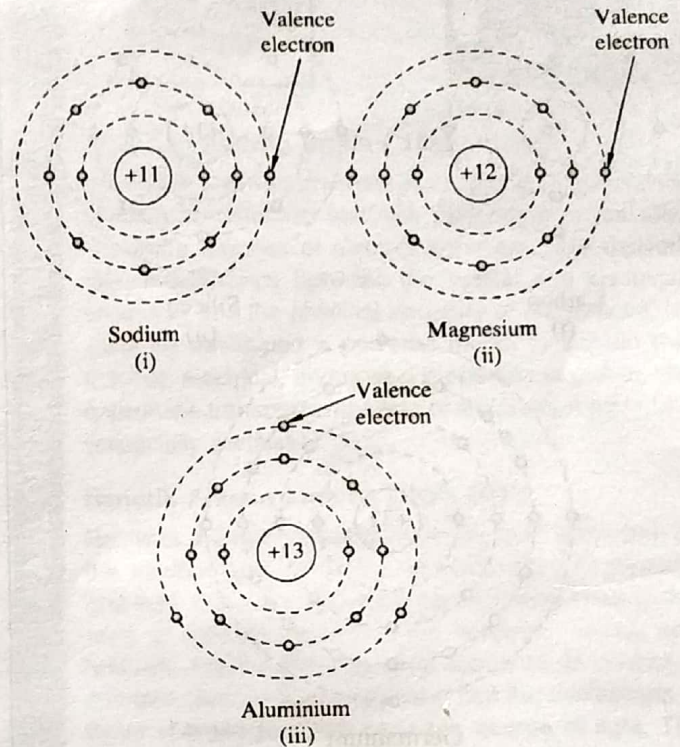 Valence
electron
+11
Sodium
(i)
Valence
electron
+12
Magnesium
(ii)
Valence
electron
+13
Aluminium
(iii)